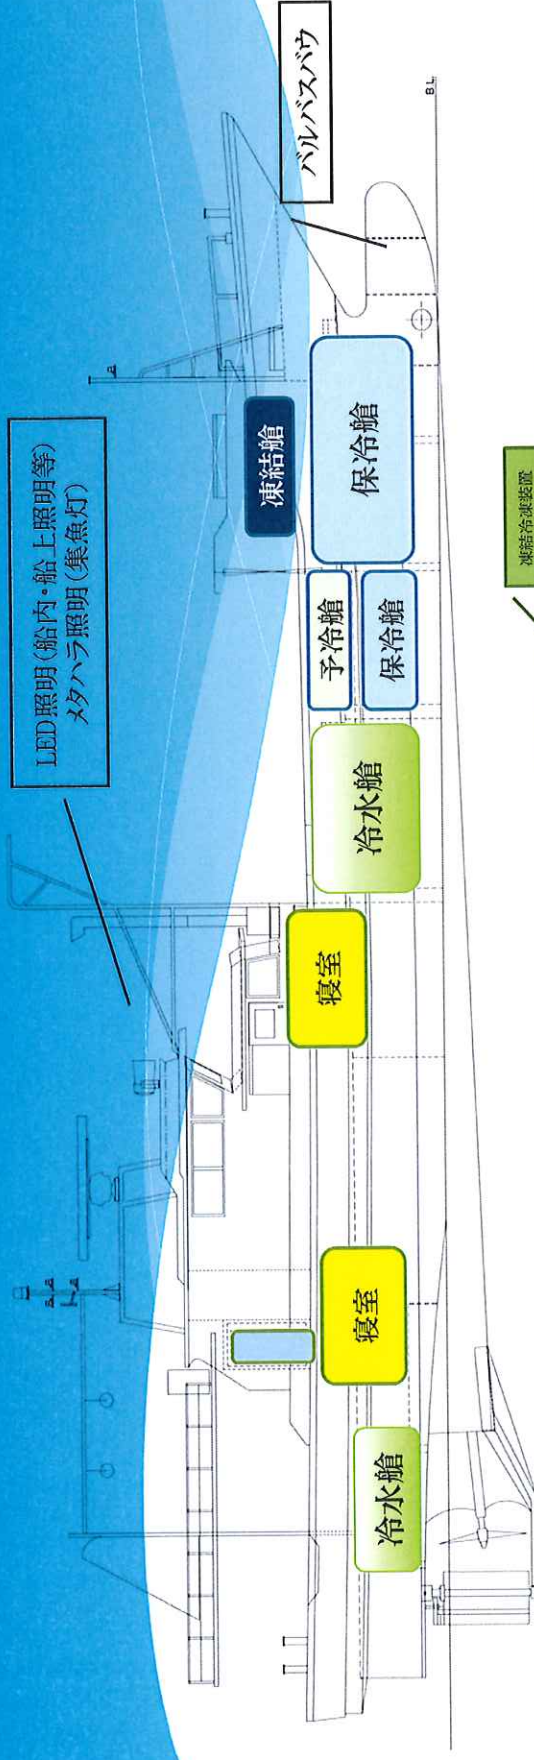 LED照明(船内・船上照明等)
メタハラ照明(集魚灯)
バルバスバウ
凍結艙
保冷艙
予冷艙
保冷艙
冷水艙
寝室
寝室
冷水艙
B.L
凍結冷凍装置